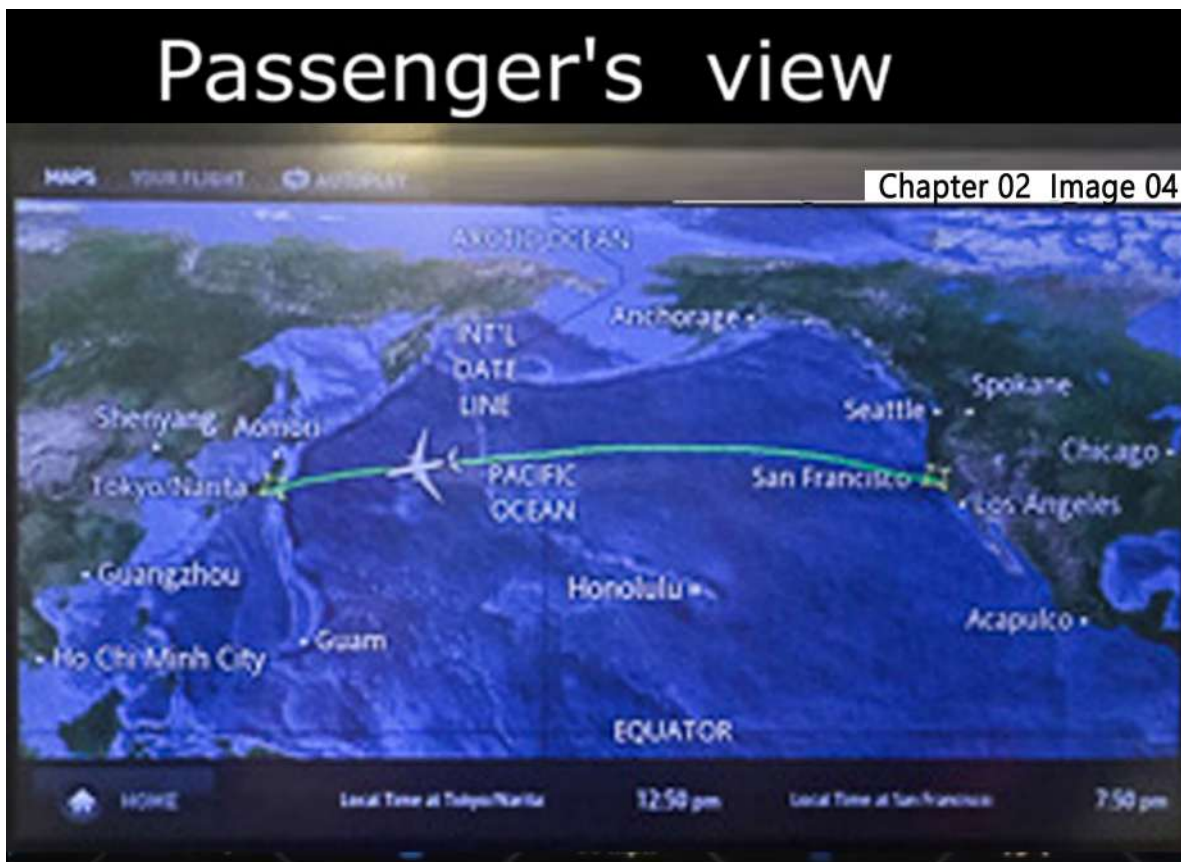 Passenger's view
MAPS YOUR FLIGHT AUTOPLAY
Chapter 02 Image 04
ARCTIC OCEAN
Anchorage
INT'L
DATE
LINE
Spokane
Seattle
Shenyang
Aomori
Chicago
Tokyo/Narita
PACIFIC
OCEAN
San Francisco
Los Angeles
Guangzhou
Honolulu
Acapulco
Guam
Ho Chi Minh City
EQUATOR
HOME
Local Time at Tokyo/Narita 12:50 pm
Local Time at San Francisco 7:50 pm